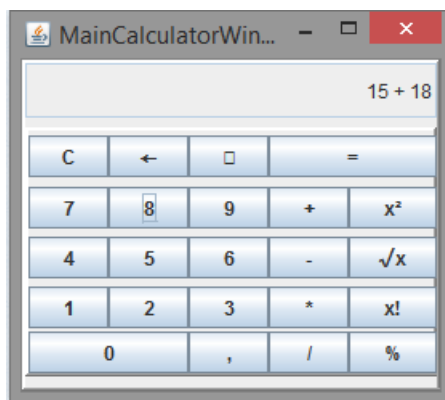 MainCalculatorWin...
15 + 18
C ← □ =
7 8 9 + x²
4 5 6 - √x
1 2 3 * x!
0 , / %